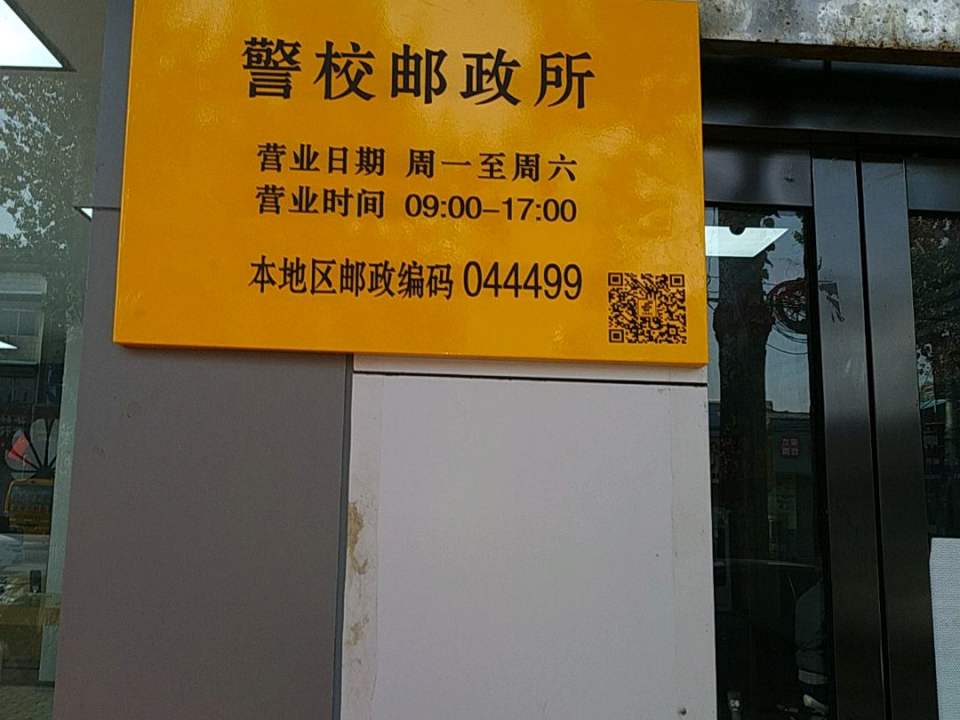 警校邮政所
营业日期 周一至周六
营业时间 09:00-17:00
本地区邮政编码 044499